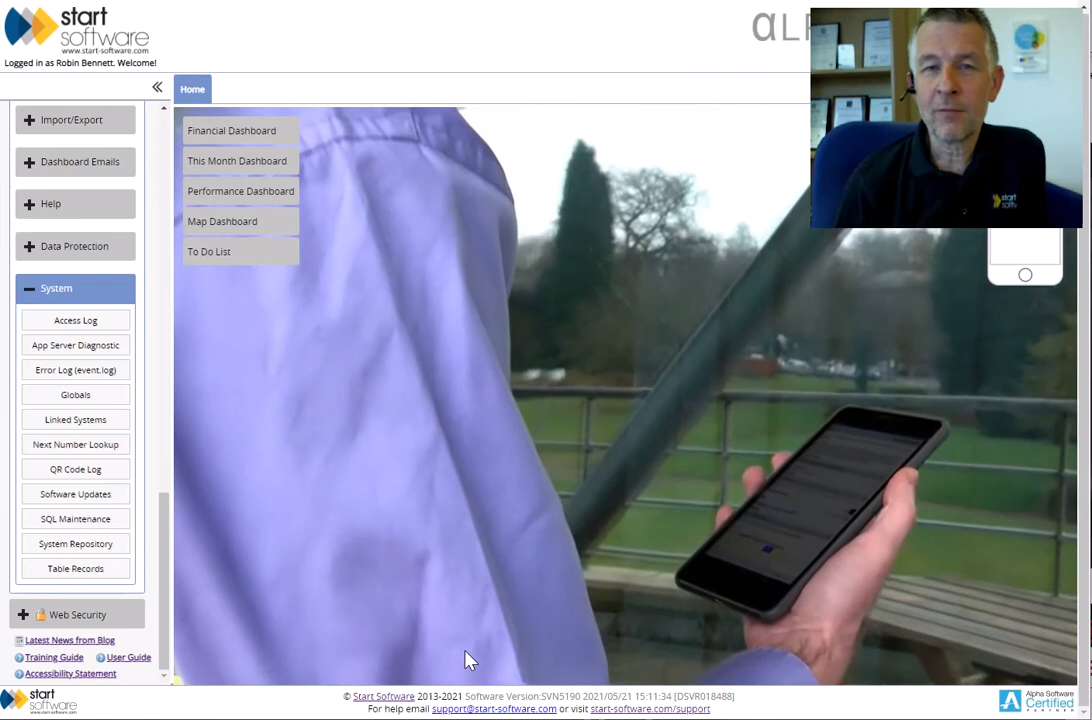 start
software
www.start-software.com
Logged in as Robin Bennett. Welcome!
Home
Import/Export
Dashboard Emails
Help
Data Protection
System
Access Log
App Server Diagnostic
Error Log (event.log)
Globals
Linked Systems
Next Number Lookup
QR Code Log
Software Updates
SQL Maintenance
System Repository
Table Records
Web Security
Latest News from Blog
Training Guide
User Guide
Accessibility Statement
Financial Dashboard
This Month Dashboard
Performance Dashboard
Map Dashboard
To Do List
start
start
software
© Start Software 2013-2021 Software Version:SVN5190 2021/05/21 15:11:34 [DSVR018488]
For help email support@start-software.com or visit start-software.com/support
Alpha Software
Certified
PARTNER